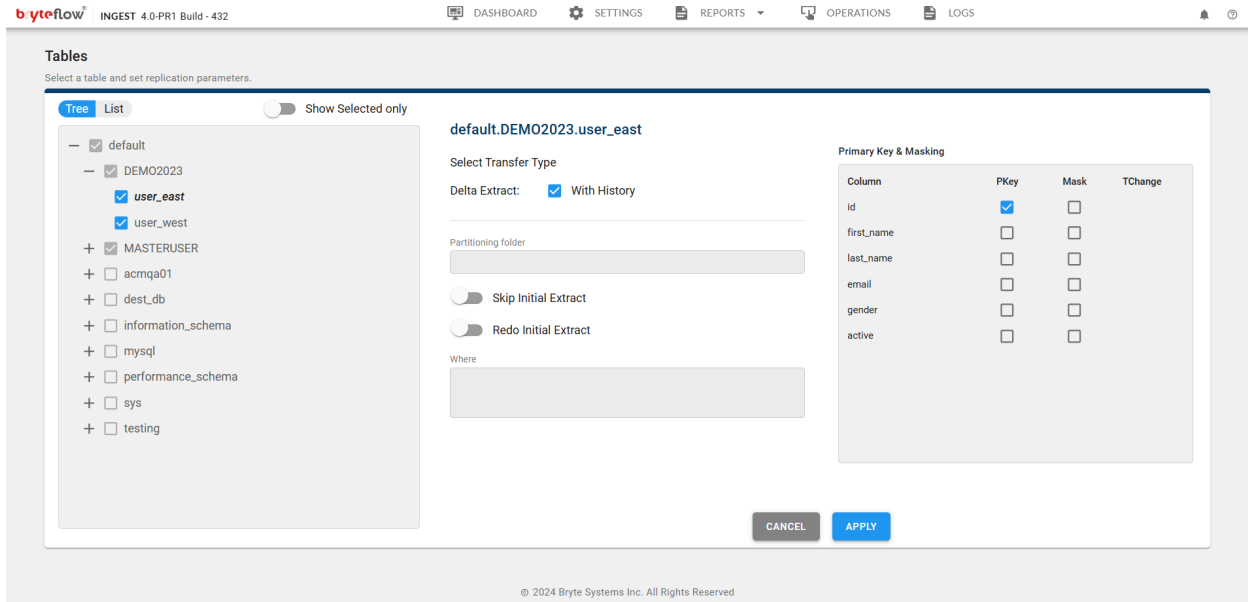 bryteflow INGEST 4.0-PR1 Build - 432 DASHBOARD SETTINGS REPORTS OPERATIONS LOGS
Tables
Select a table and set replication parameters.
Tree List Show Selected only
default
DEMO2023
user_east
user_west
MASTERUSER
acmqa01
dest_db
information_schema
mysql
performance_schema
sys
testing
default.DEMO2023.user_east
Select Transfer Type
Delta Extract: With History
Partitioning folder
Skip Initial Extract
Redo Initial Extract
Where
Primary Key & Masking
Column PKey Mask TChange
id
first_name
last_name
email
gender
active
CANCEL APPLY
© 2024 Bryte Systems Inc. All Rights Reserved